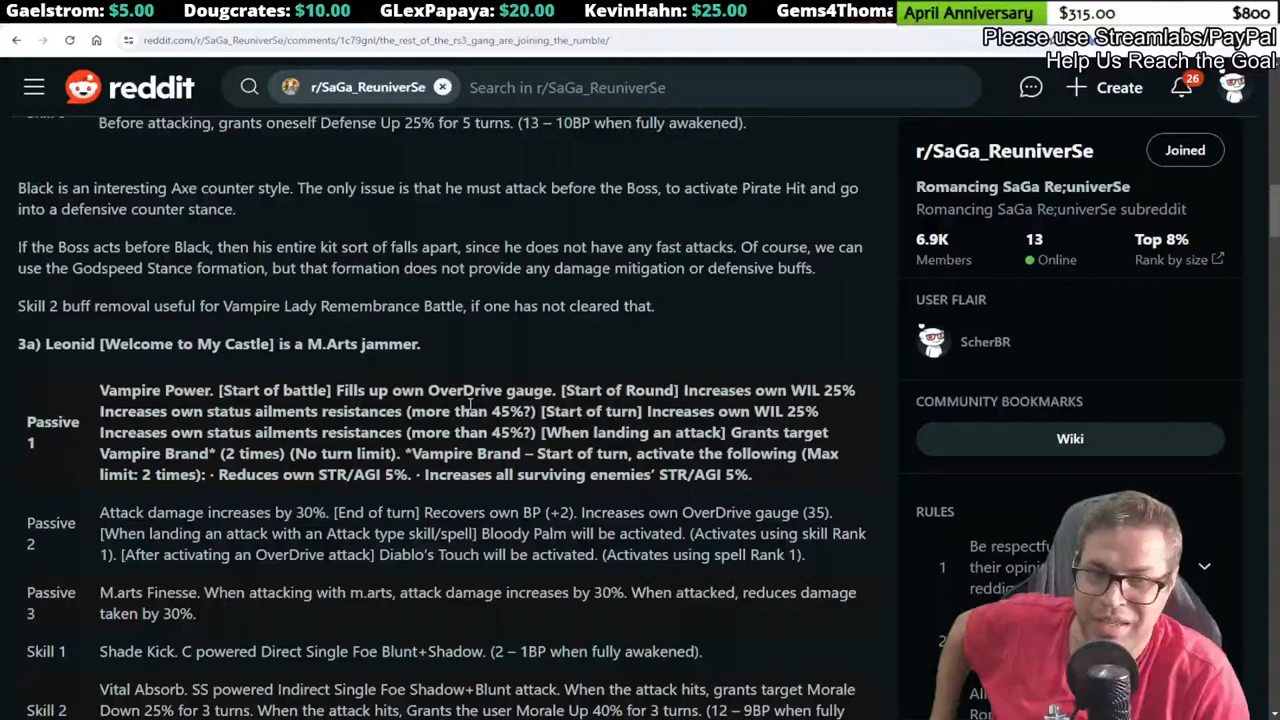 Gaelstrom: $5.00 Dougcrates: $10.00 GLexPapaya: $20.00 KevinHahn: $25.00 Gems4Thoma
April Anniversary $315.00 $800
Please use Streamlabs/PayPal
Help Us Reach the Goal
reddit.com/r/SaGa_ReuniverSe/comments/1c79gnl/the_rest_of_the_rs3_gang_are_joining_the_rumble/
reddit
r/SaGa_ReuniverSe
Search in r/SaGa_ReuniverSe
Create
26
Before attacking, grants oneself Defense Up 25% for 5 turns. (13 – 10BP when fully awakened).
Black is an interesting Axe counter style. The only issue is that he must attack before the Boss, to activate Pirate Hit and go
into a defensive counter stance.
If the Boss acts before Black, then his entire kit sort of falls apart, since he does not have any fast attacks. Of course, we can
use the Godspeed Stance formation, but that formation does not provide any damage mitigation or defensive buffs.
Skill 2 buff removal useful for Vampire Lady Remembrance Battle, if one has not cleared that.
3a) Leonid [Welcome to My Castle] is a M.Arts jammer.
Passive
1
Vampire Power. [Start of battle] Fills up own OverDrive gauge. [Start of Round] Increases own WIL 25%
Increases own status ailments resistances (more than 45%?) [Start of turn] Increases own WIL 25%
Increases own status ailments resistances (more than 45%?) [When landing an attack] Grants target
Vampire Brand* (2 times) (No turn limit). *Vampire Brand – Start of turn, activate the following (Max
limit: 2 times): · Reduces own STR/AGI 5%. · Increases all surviving enemies’ STR/AGI 5%.
Passive
2
Attack damage increases by 30%. [End of turn] Recovers own BP (+2). Increases own OverDrive gauge (35).
[When landing an attack with an Attack type skill/spell] Bloody Palm will be activated. (Activates using skill Rank
1). [After activating an OverDrive attack] Diablo’s Touch will be activated. (Activates using spell Rank 1).
Passive
3
M.arts Finesse. When attacking with m.arts, attack damage increases by 30%. When attacked, reduces damage
taken by 30%.
Skill 1
Shade Kick. C powered Direct Single Foe Blunt+Shadow. (2 – 1BP when fully awakened).
Skill 2
Vital Absorb. SS powered Indirect Single Foe Shadow+Blunt attack. When the attack hits, grants target Morale
Down 25% for 3 turns. When the attack hits, Grants the user Morale Up 40% for 3 turns. (12 – 9BP when fully
r/SaGa_ReuniverSe
Joined
Romancing SaGa Re;univerSe
Romancing SaGa Re;univerSe subreddit
6.9K 13 Top 8%
Members Online Rank by size
USER FLAIR
ScherBR
COMMUNITY BOOKMARKS
Wiki
RULES
1
Be respectfu
their opini
reddi
2
All
Ro